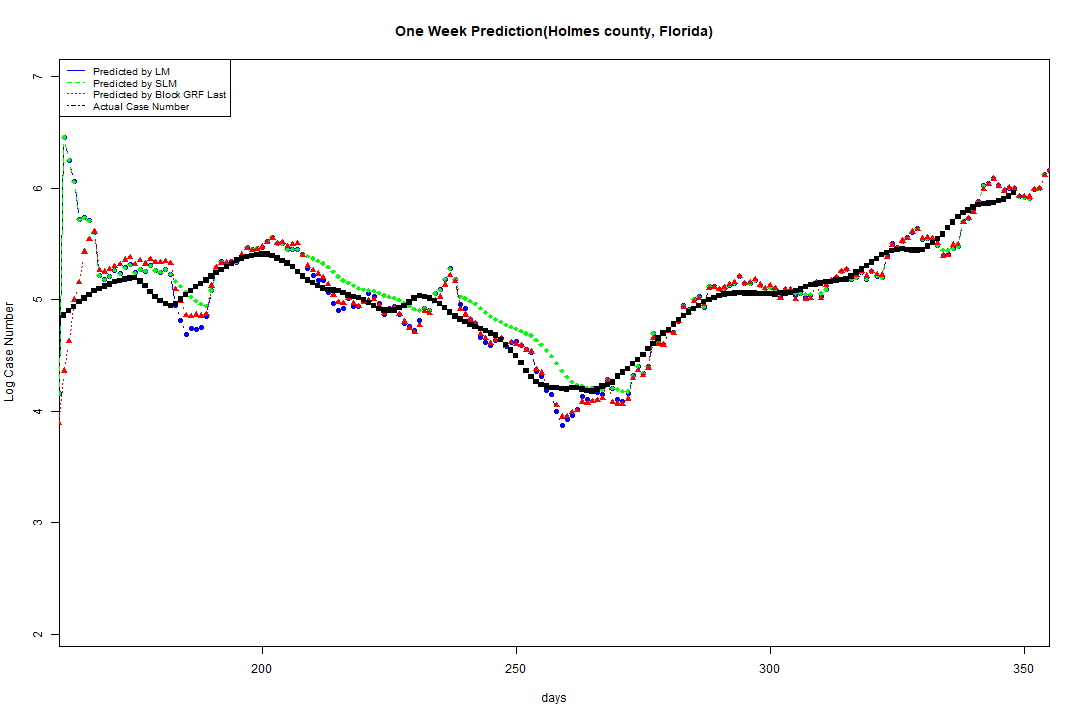 One Week Prediction(Holmes county, Florida)
Predicted by LM
Predicted by SLM
Predicted by Block GRF Last
Actual Case Number
7
6
5
4
3
2
Log Case Number
200
250
300
350
days